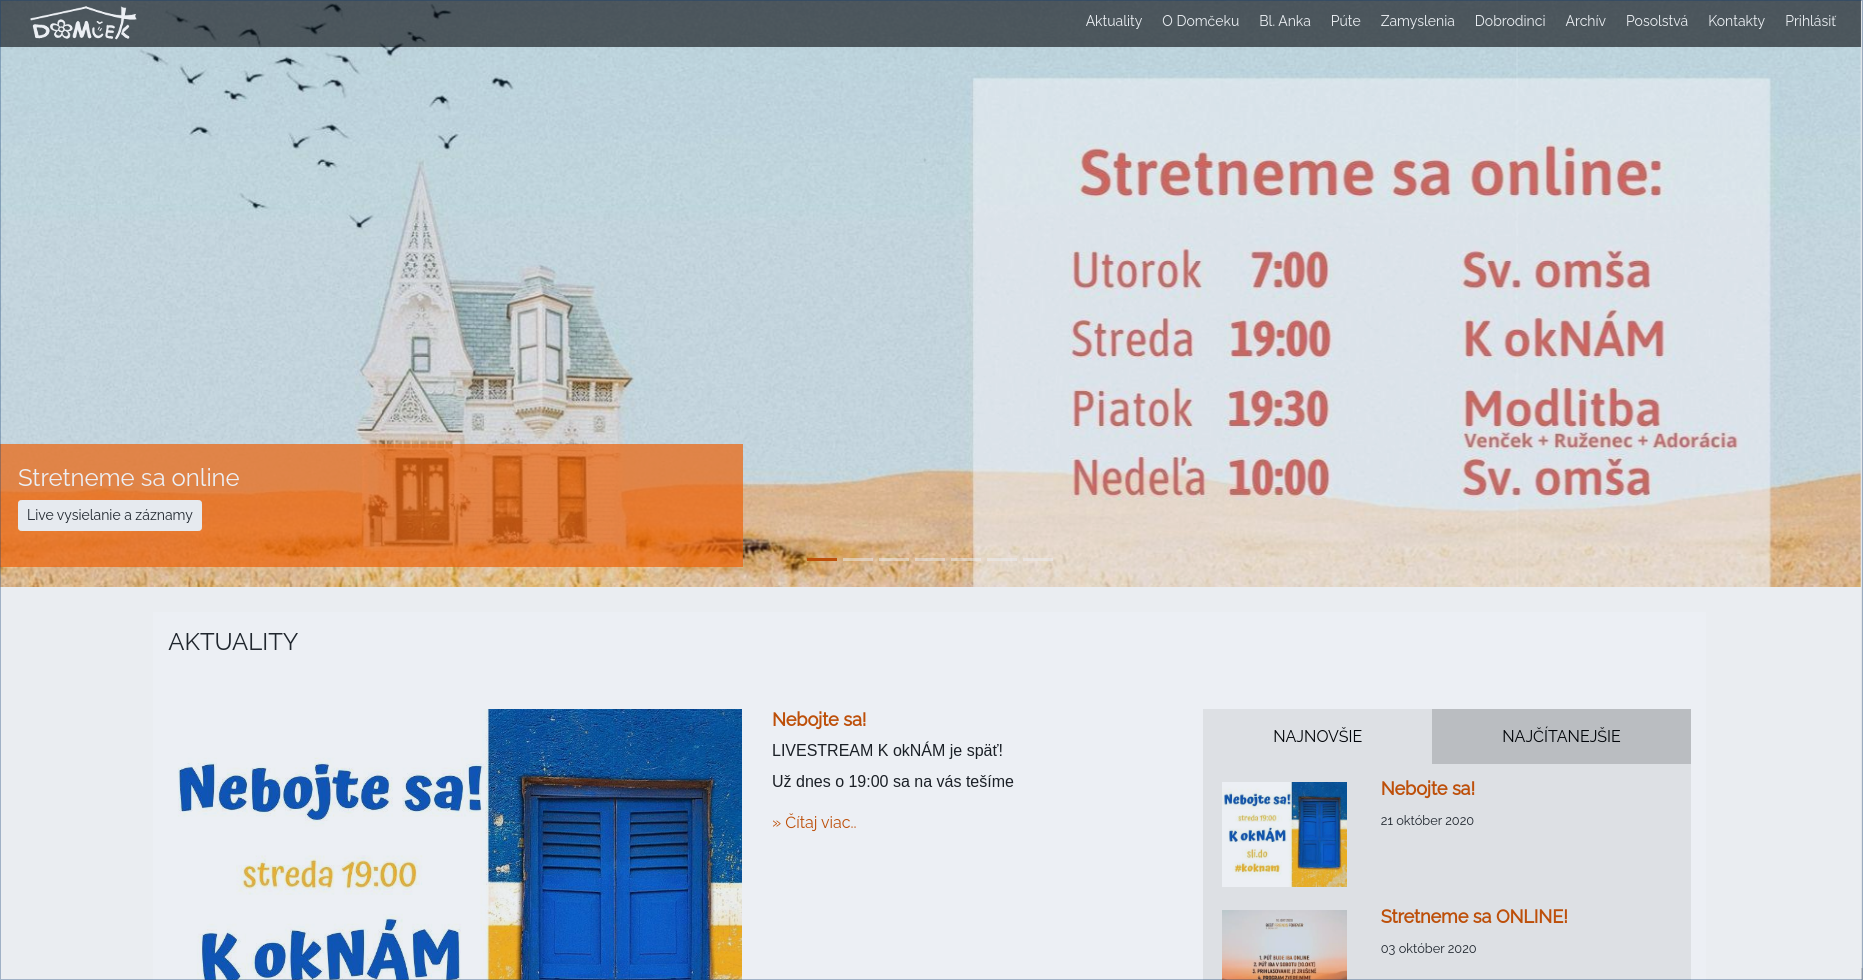 DOMČEK
Aktuality O Domčeku Bl. Anka Púte Zamyslenia Dobrodinci Archív Posolstvá Kontakty Prihlásiť
Stretneme sa online:
Utorok 7:00 Sv. omša
Streda 19:00 K okNÁM
Piatok 19:30 Modlitba
Venček + Ruženec + Adorácia
Nedeľa 10:00 Sv. omša
Stretneme sa online
Live vysielanie a záznamy
AKTUALITY
Nebojte sa!
streda 19:00
K okNÁM
Nebojte sa!
LIVESTREAM K okNÁM je späť!
Už dnes o 19:00 sa na vás tešíme
» Čítaj viac..
NAJNOVŠIE NAJČÍTANEJŠIE
Nebojte sa!
streda 19:00
K okNÁM
sli.do
#koknam
Nebojte sa!
21 október 2020
Stretneme sa ONLINE!
03 október 2020